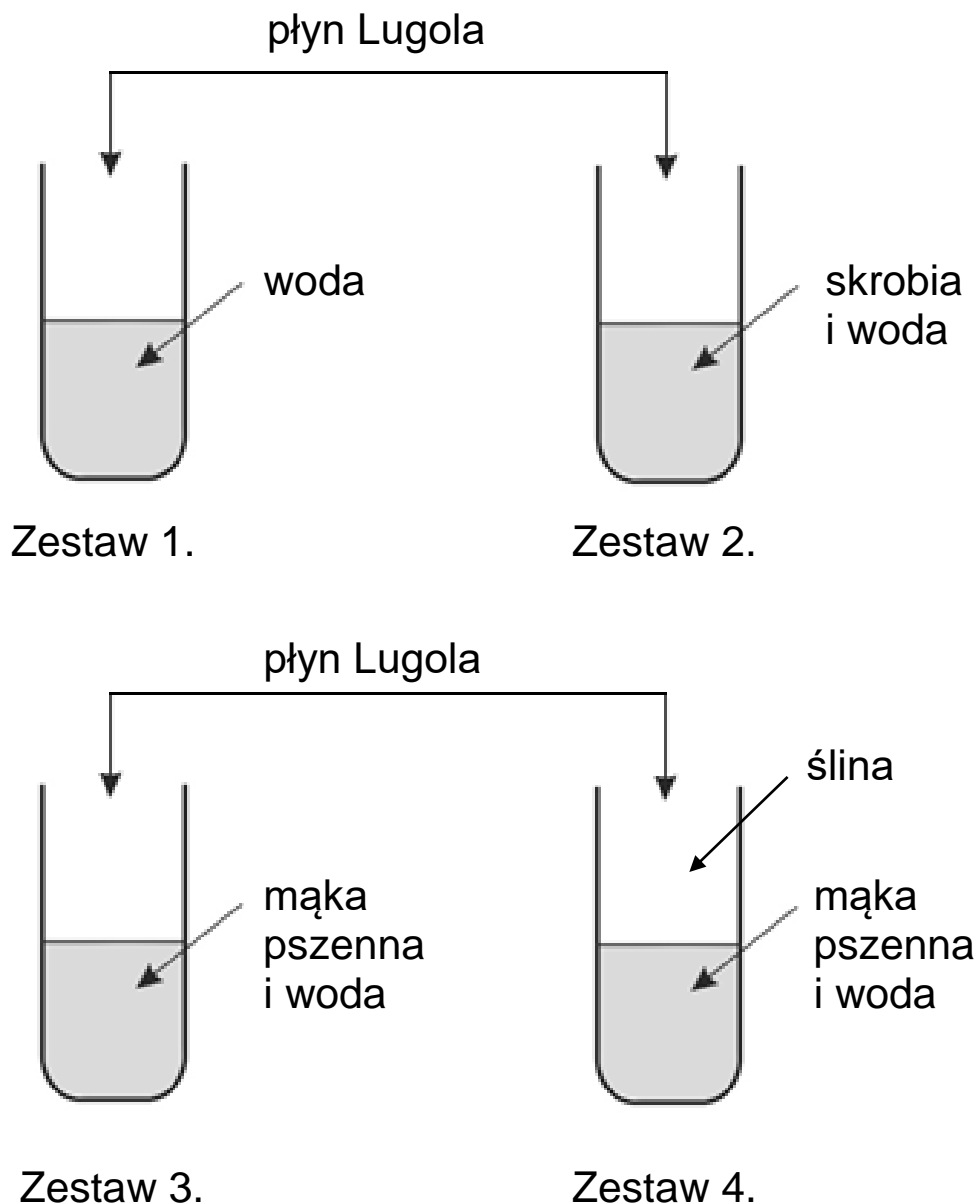 płyn Lugola
woda
skrobia
i woda
Zestaw 1.
Zestaw 2.
płyn Lugola
ślina
mąka
pszenna
i woda
mąka
pszenna
i woda
Zestaw 3.
Zestaw 4.